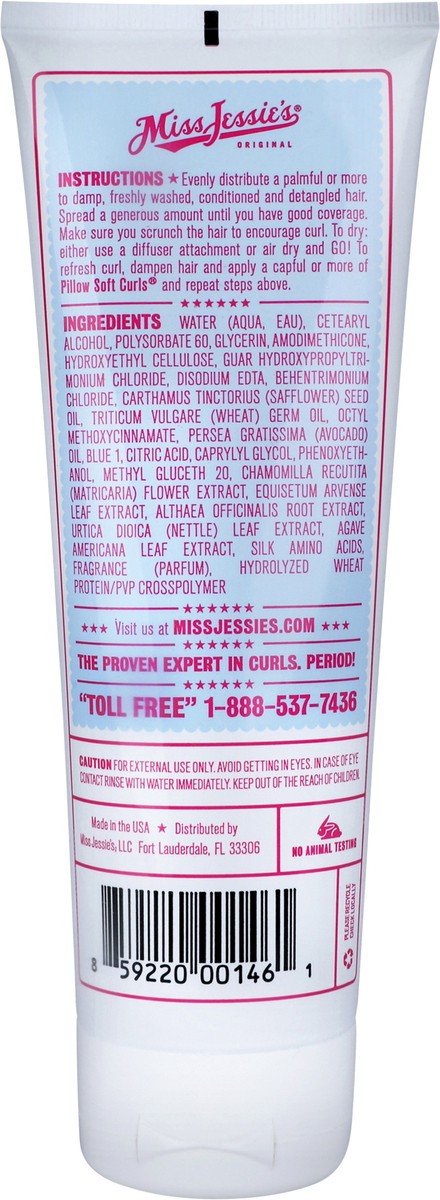 Miss Jessie's®
ORIGINAL
INSTRUCTIONS ★ Evenly distribute a palmful or more
to damp, freshly washed, conditioned and detangled hair.
Spread a generous amount until you have good coverage.
Make sure you scrunch the hair to encourage curl. To dry:
either use a diffuser attachment or air dry and GO! To
refresh curl, dampen hair and apply a capful or more of
Pillow Soft Curls® and repeat steps above.
★★★★★★
INGREDIENTS WATER (AQUA, EAU), CETEARYL
ALCOHOL, POLYSORBATE 60, GLYCERIN, AMODIMETHICONE,
HYDROXYETHYL CELLULOSE, GUAR HYDROXYPROPYLTRI-
MONIUM CHLORIDE, DISODIUM EDTA, BEHENTRIMONIUM
CHLORIDE, CARTHAMUS TINCTORIUS (SAFFLOWER) SEED
OIL, TRITICUM VULGARE (WHEAT) GERM OIL, OCTYL
METHOXYCINNAMATE, PERSEA GRATISSIMA (AVOCADO)
OIL, BLUE 1, CITRIC ACID, CAPRYLYL GLYCOL, PHENOXYETH-
ANOL, METHYL GLUCETH 20, CHAMOMILLA RECUTITA
(MATRICARIA) FLOWER EXTRACT, EQUISETUM ARVENSE
LEAF EXTRACT, ALTHAEA OFFICINALIS ROOT EXTRACT,
URTICA DIOICA (NETTLE) LEAF EXTRACT, AGAVE
AMERICANA LEAF EXTRACT, SILK AMINO ACIDS,
FRAGRANCE (PARFUM), HYDROLYZED WHEAT
PROTEIN/PVP CROSSPOLYMER
★★★★★★
★★★ Visit us at MISSJESSIES.COM ★★★
★★★★★★
THE PROVEN EXPERT IN CURLS. PERIOD!
★★★★★★
"TOLL FREE" 1-888-537-7436
CAUTION FOR EXTERNAL USE ONLY. AVOID GETTING IN EYES. IN CASE OF EYE
CONTACT RINSE WITH WATER IMMEDIATELY. KEEP OUT OF THE REACH OF CHILDREN.
Made in the USA ★ Distributed by
Miss Jessie's, LLC Fort Lauderdale, FL 33306
NO ANIMAL TESTING
PLEASE RECYCLE
CHECK LOCALLY
8 59220 00146 1